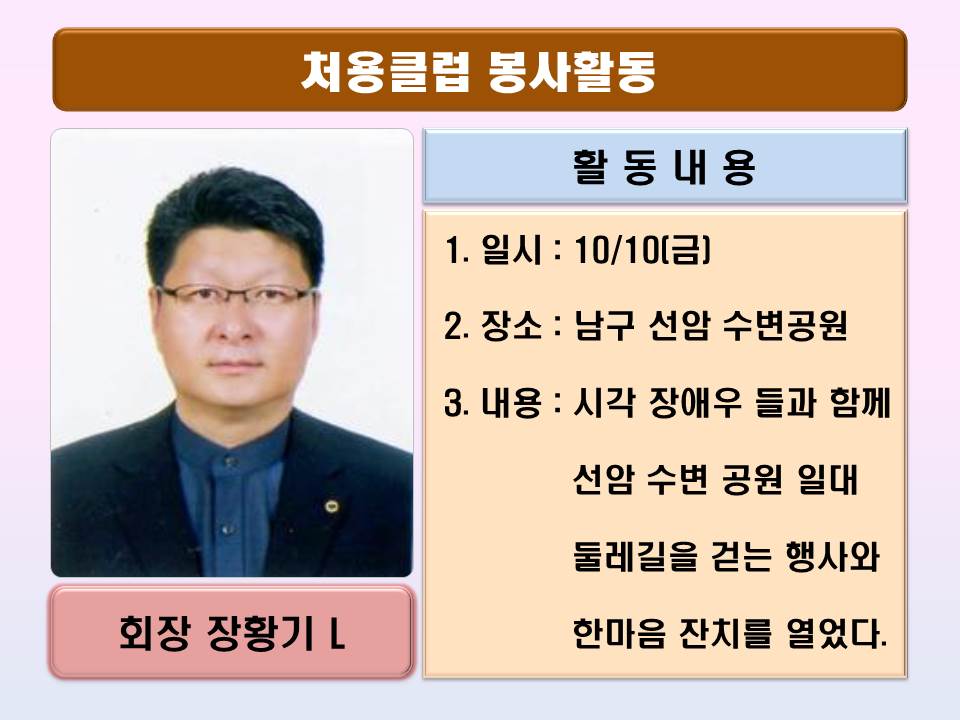 처용클럽 봉사활동
활 동 내 용
1. 일시 : 10/10(금)
2. 장소 : 남구 선암 수변공원
3. 내용 : 시각 장애우 들과 함께
선암 수변 공원 일대
둘레길을 걷는 행사와
한마음 잔치를 열었다.
회장 장황기 L